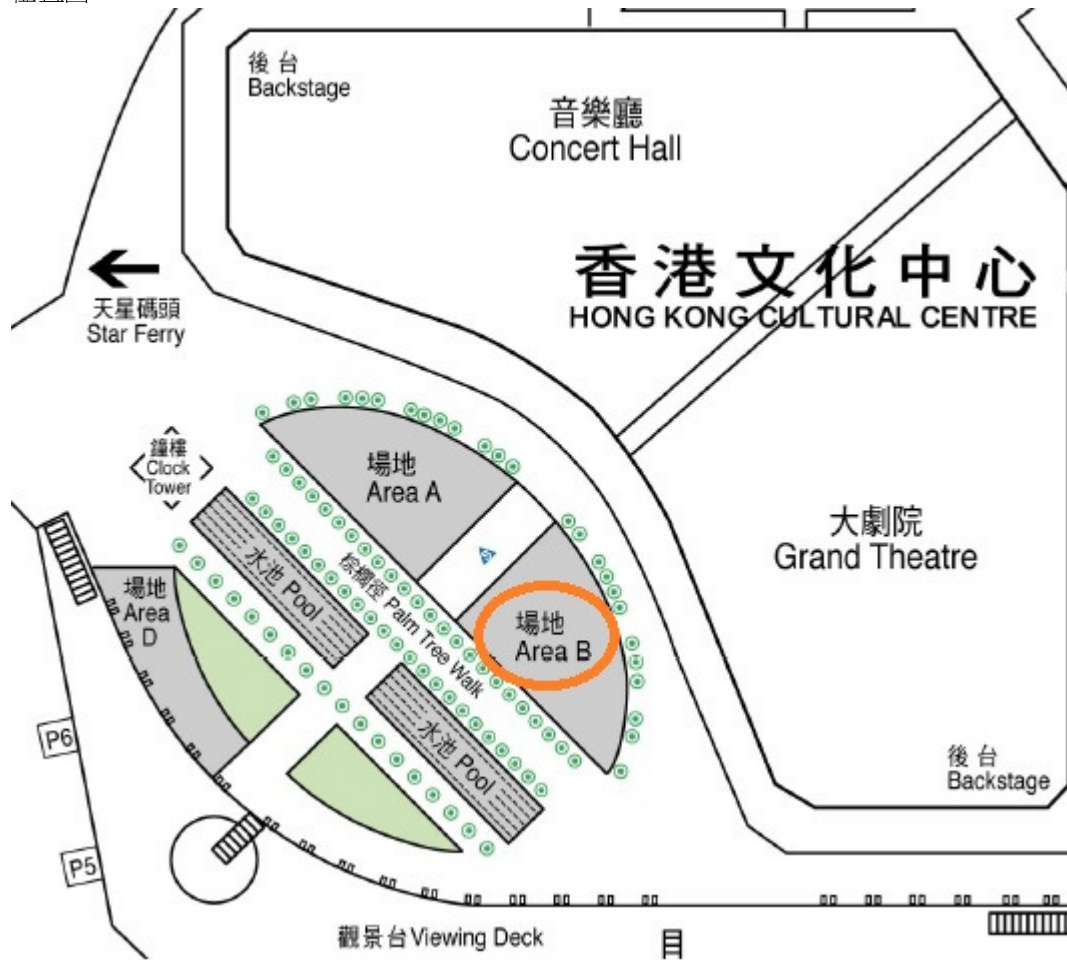 後台
Backstage
音樂廳
Concert Hall
香港文化中心
HONG KONG CULTURAL CENTRE
天星碼頭
Star Ferry
鐘樓
Clock
Tower
場地
Area A
水池 Pool
棕櫚徑 Palm Tree Walk
場地
Area B
大劇院
Grand Theatre
場地
Area
D
水池 Pool
P6
後台
Backstage
P5
觀景台 Viewing Deck